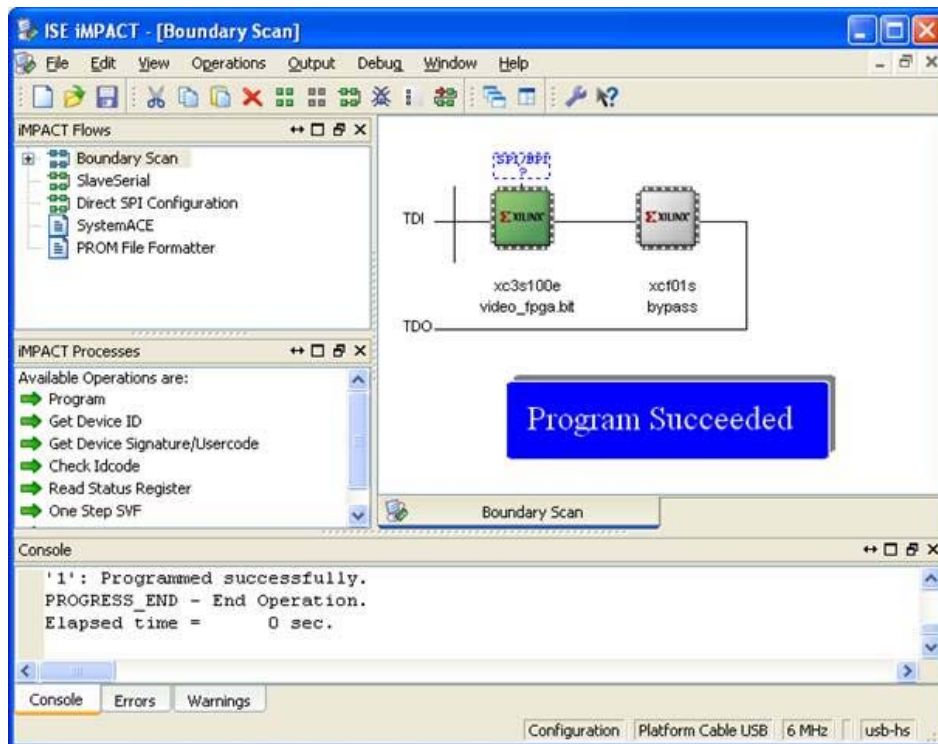 ISE iMPACT - [Boundary Scan]
File Edit View Operations Output Debug Window Help
iMPACT Flows
Boundary Scan
SlaveSerial
Direct SPI Configuration
SystemACE
PROM File Formatter
SPI/BPI
?
TDI
XILINX
XILINX
xc3s100e
video_fpga.bit
xcf01s
bypass
TDO
iMPACT Processes
Available Operations are:
Program
Get Device ID
Get Device Signature/Usercode
Check Idcode
Read Status Register
One Step SVF
Program Succeeded
Boundary Scan
Console
'1': Programmed successfully.
PROGRESS_END - End Operation.
Elapsed time =      0 sec.
Console Errors Warnings
Configuration Platform Cable USB 6 MHz usb-hs